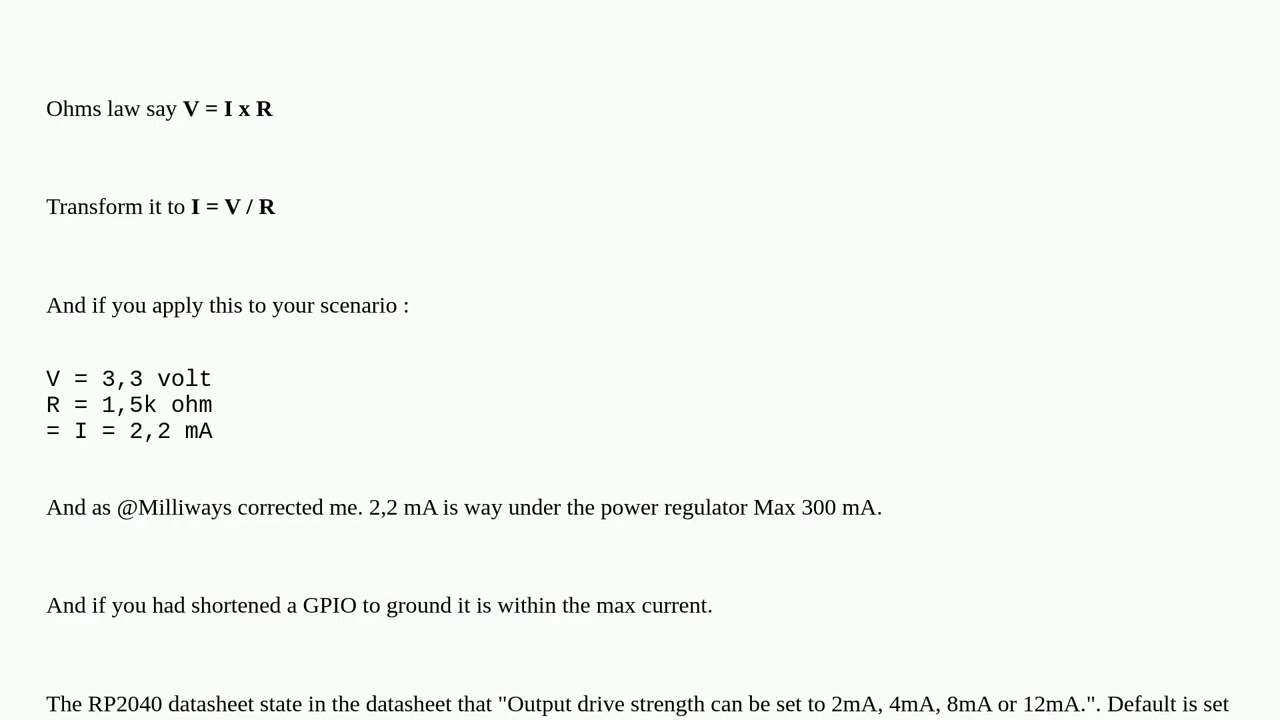 Ohms law say V = I x R
Transform it to I = V / R
And if you apply this to your scenario :
V = 3,3 volt
R = 1,5k ohm
= I = 2,2 mA
And as @Milliways corrected me. 2,2 mA is way under the power regulator Max 300 mA.
And if you had shortened a GPIO to ground it is within the max current.
The RP2040 datasheet state in the datasheet that "Output drive strength can be set to 2mA, 4mA, 8mA or 12mA.". Default is set